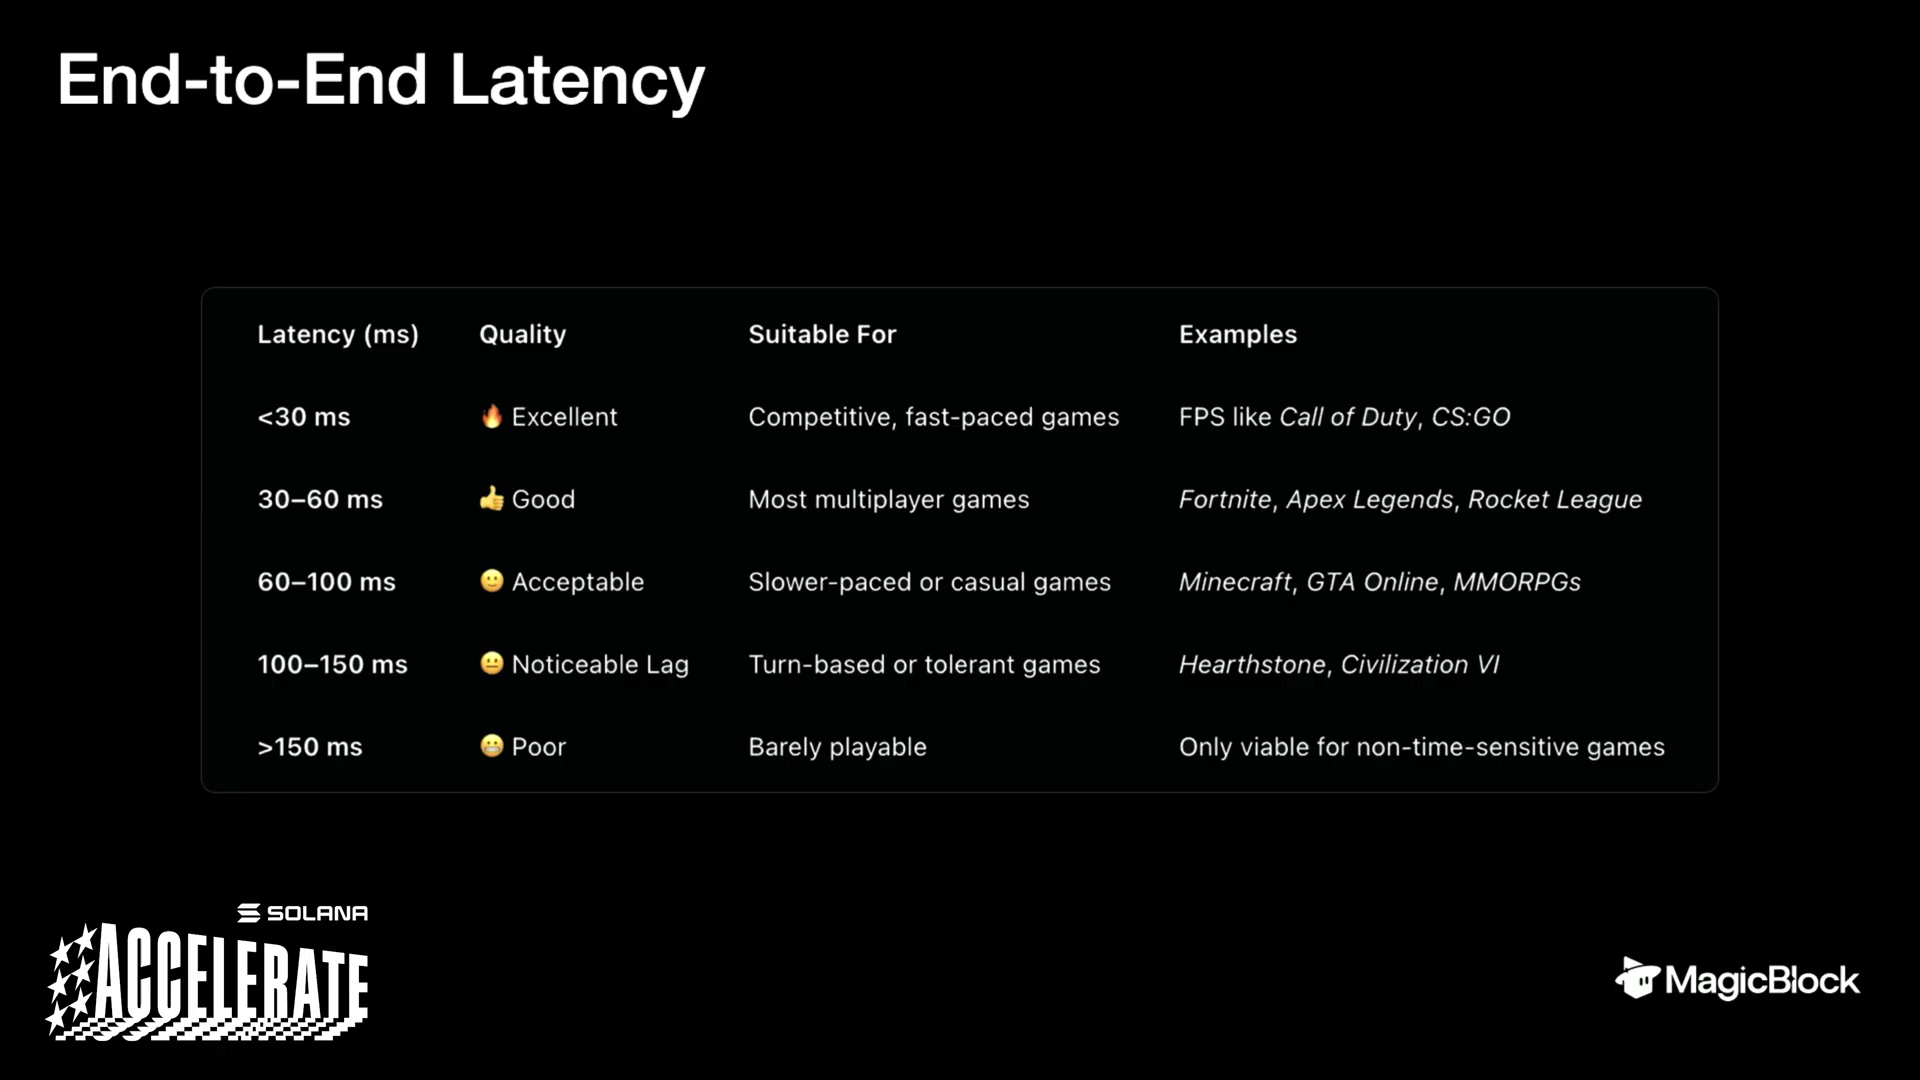 End-to-End Latency
Latency (ms) Quality Suitable For Examples
<30 ms 🔥 Excellent Competitive, fast-paced games FPS like Call of Duty, CS:GO
30–60 ms 👍 Good Most multiplayer games Fortnite, Apex Legends, Rocket League
60–100 ms 🙂 Acceptable Slower-paced or casual games Minecraft, GTA Online, MMORPGs
100–150 ms 😐 Noticeable Lag Turn-based or tolerant games Hearthstone, Civilization VI
>150 ms 😬 Poor Barely playable Only viable for non-time-sensitive games
SOLANA
ACCELERATE
MagicBlock